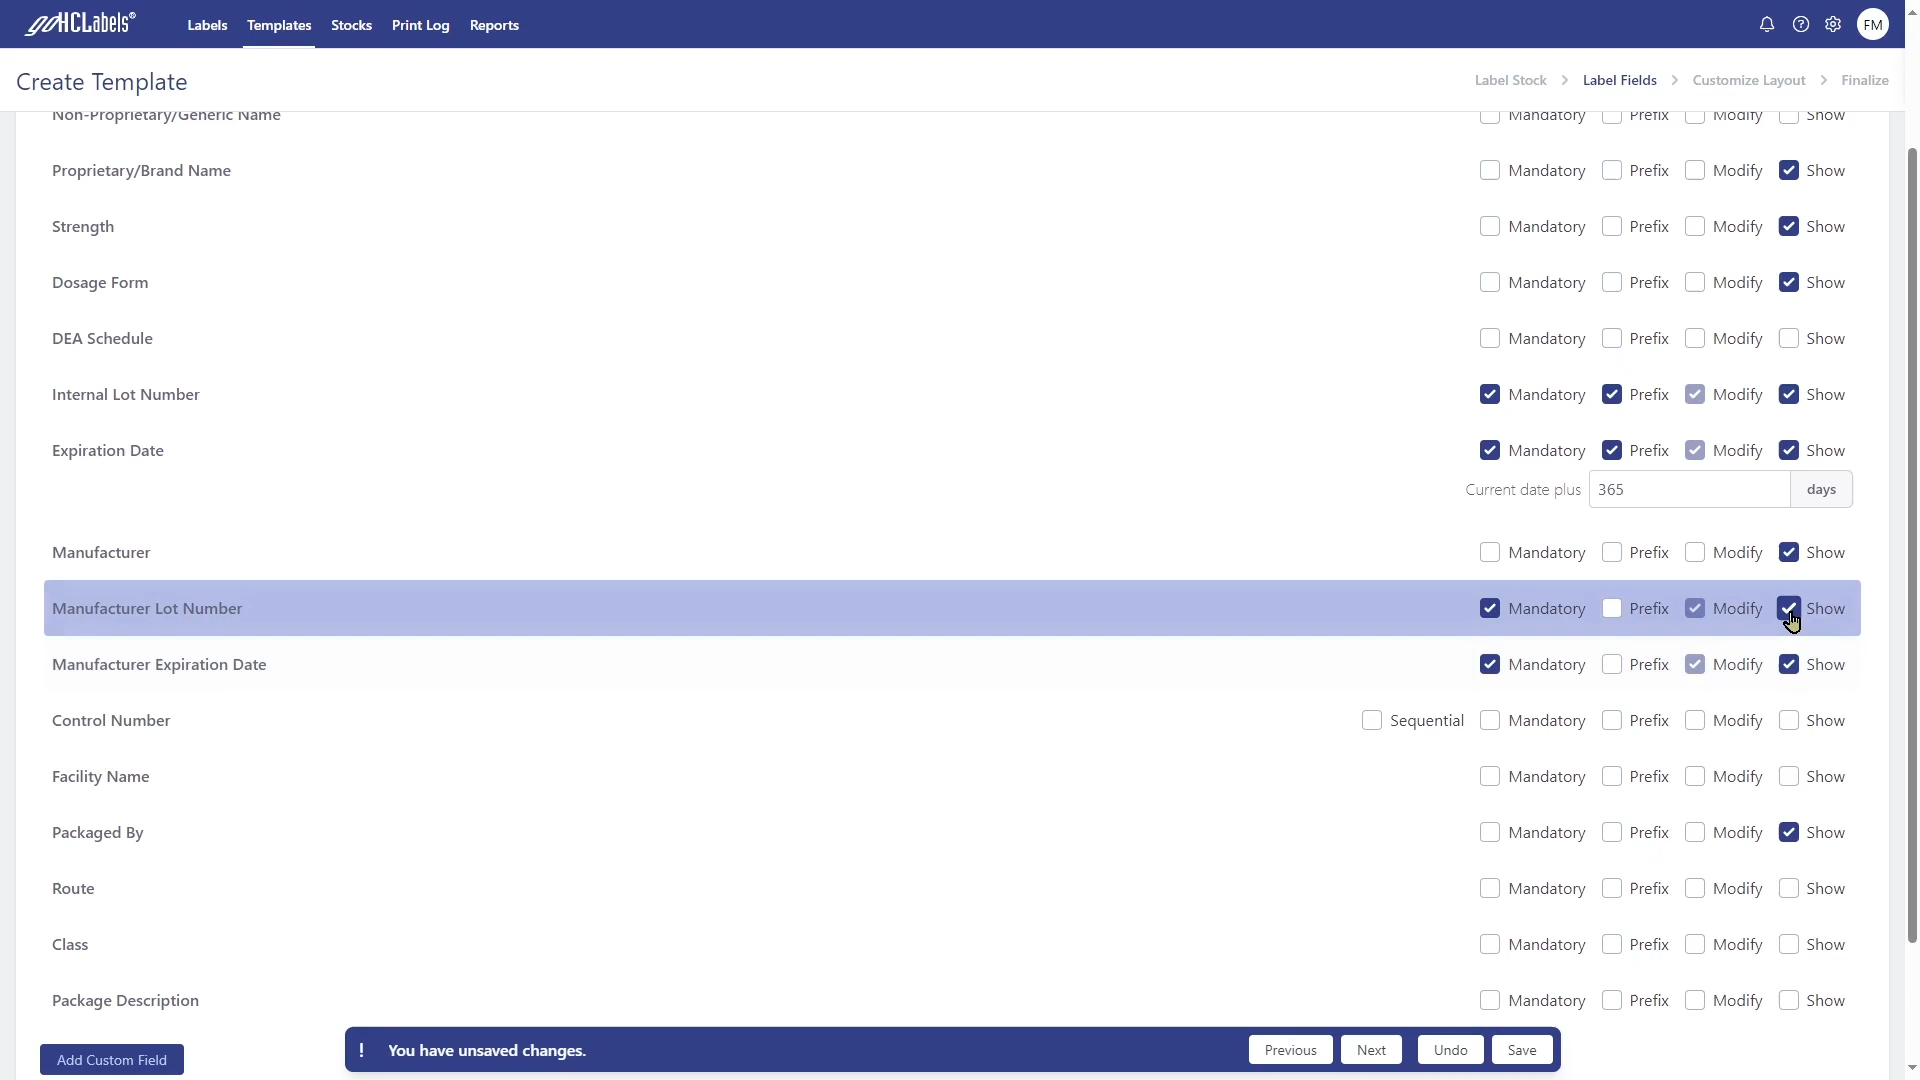 HCLabels®
Labels Templates Stocks Print Log Reports
FM
Create Template
Label Stock > Label Fields > Customize Layout > Finalize
Non-Proprietary/Generic Name Mandatory Prefix Modify Show
Proprietary/Brand Name Mandatory Prefix Modify Show
Strength Mandatory Prefix Modify Show
Dosage Form Mandatory Prefix Modify Show
DEA Schedule Mandatory Prefix Modify Show
Internal Lot Number Mandatory Prefix Modify Show
Expiration Date Mandatory Prefix Modify Show
Current date plus 365 days
Manufacturer Mandatory Prefix Modify Show
Manufacturer Lot Number Mandatory Prefix Modify Show
Manufacturer Expiration Date Mandatory Prefix Modify Show
Control Number Sequential Mandatory Prefix Modify Show
Facility Name Mandatory Prefix Modify Show
Packaged By Mandatory Prefix Modify Show
Route Mandatory Prefix Modify Show
Class Mandatory Prefix Modify Show
Package Description Mandatory Prefix Modify Show
! You have unsaved changes. Previous Next Undo Save
Add Custom Field